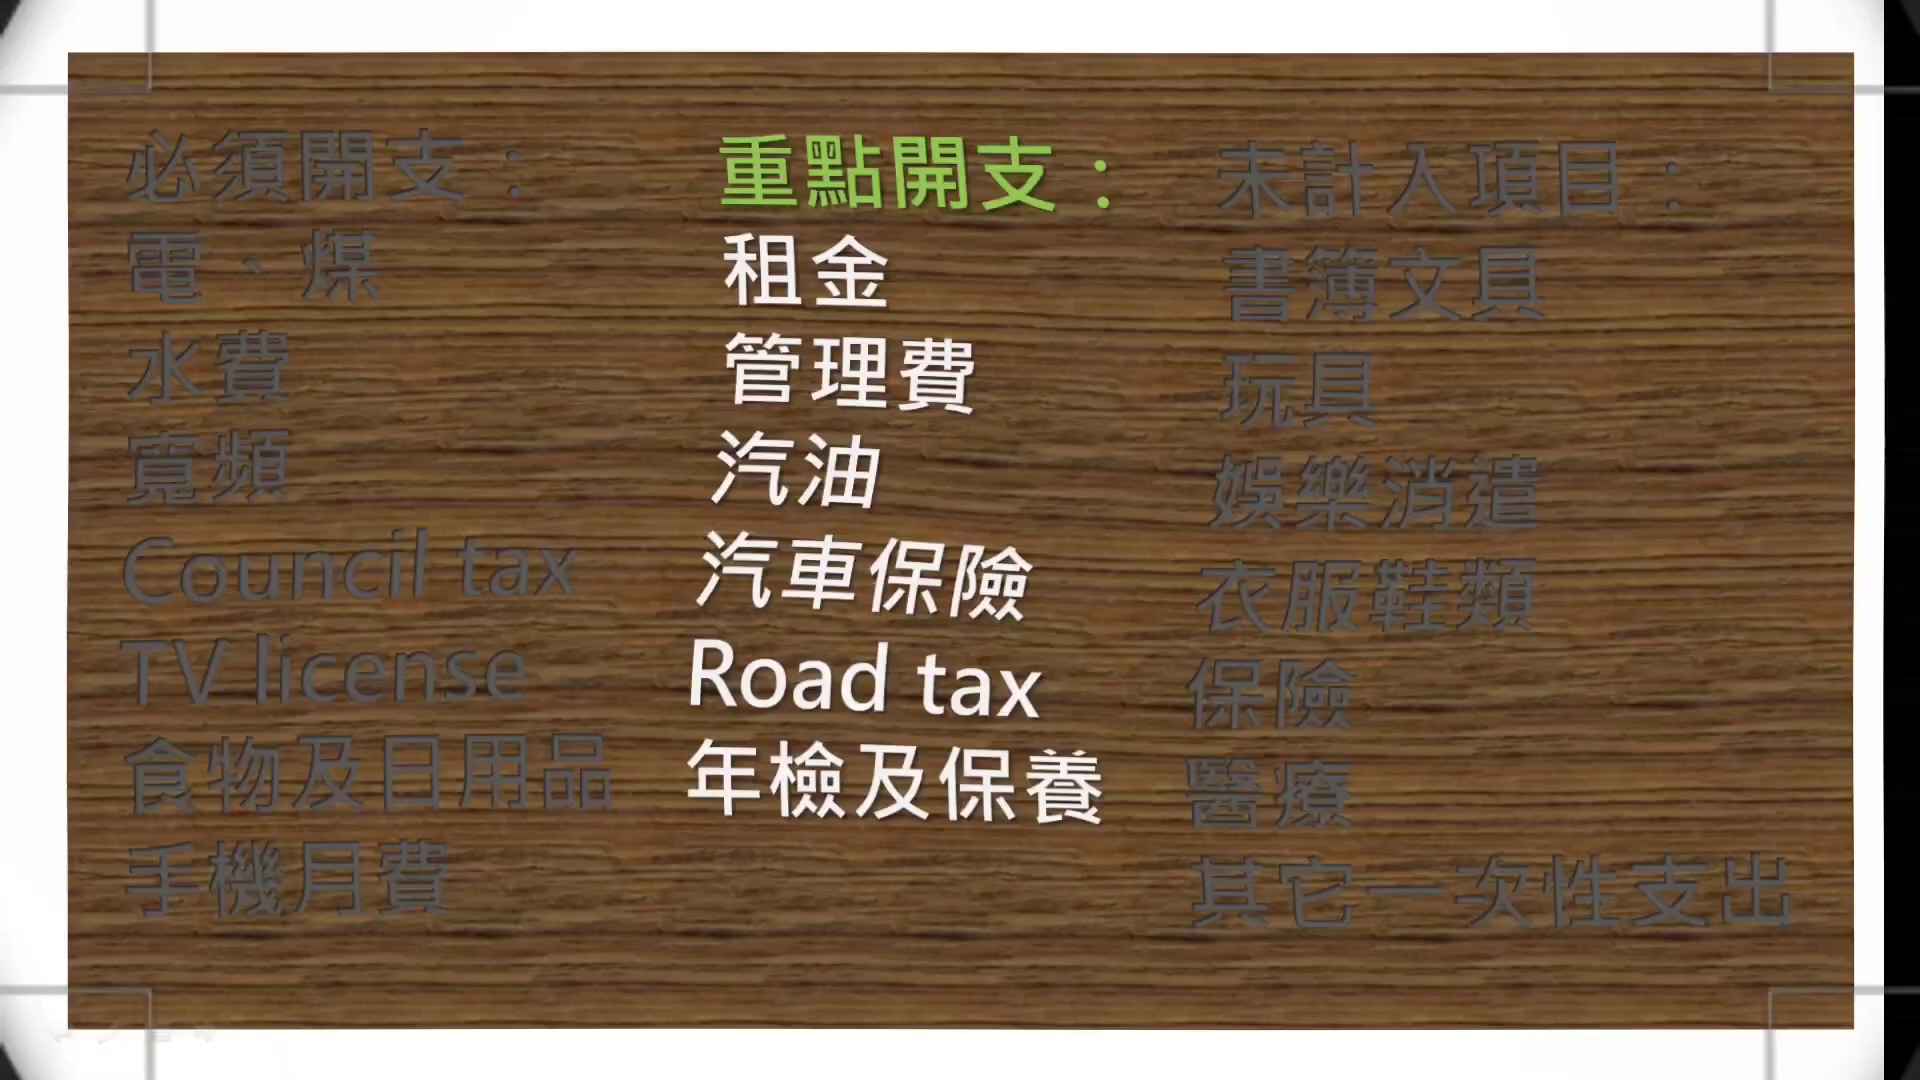 必須開支：
電、煤
水費
寬頻
Council tax
TV license
食物及日用品
手機月費
重點開支：
租金
管理費
汽油
汽車保險
Road tax
年檢及保養
未計入項目：
書簿文具
玩具
娛樂消遣
衣服鞋類
保險
醫療
其它一次性支出